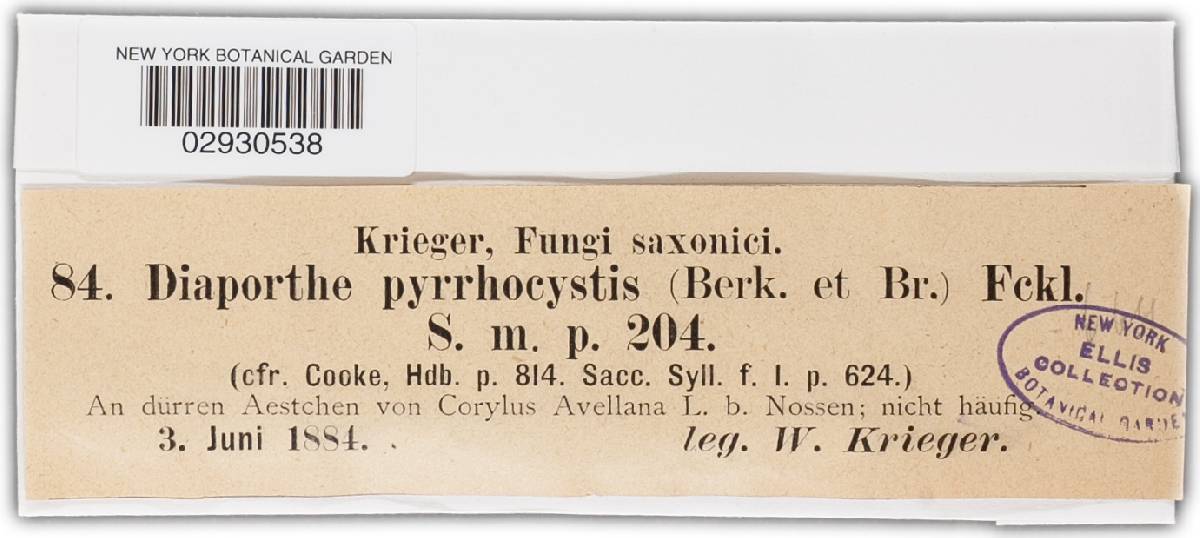 NEW YORK BOTANICAL GARDEN
02930538
Krieger, Fungi saxonici.
84. Diaporthe pyrrhocystis (Berk. et Br.) Fckl.
S. m. p. 204.
(cfr. Cooke, Hdb. p. 814. Sacc. Syll. f. I. p. 624.)
An dürren Aestchen von Corylus Avellana L. b. Nossen; nicht häufig.
3. Juni 1884.
leg. W. Krieger.
NEW YORK
ELLIS
COLLECTION
BOTANICAL GARDEN